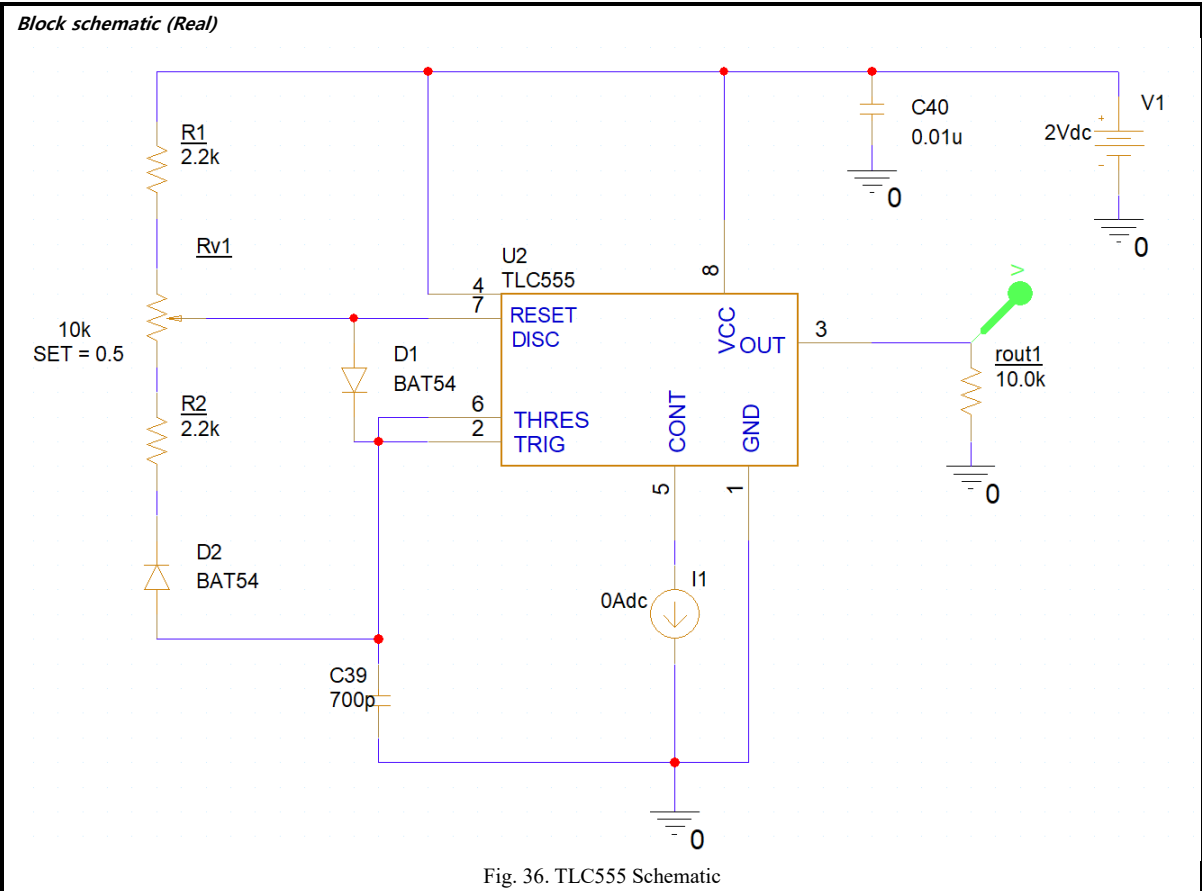 Block schematic (Real)
R1
2.2k
Rv1
10k
SET = 0.5
R2
2.2k
D2
BAT54
D1
BAT54
C39
700p
U2
TLC555
4
7
6
2
8
3
5
1
RESET
DISC
THRES
TRIG
VCC
OUT
CONT
GND
0Adc
I1
0
C40
0.01u
0
V1
2Vdc
+
-
0
V
rout1
10.0k
0
Fig. 36. TLC555 Schematic